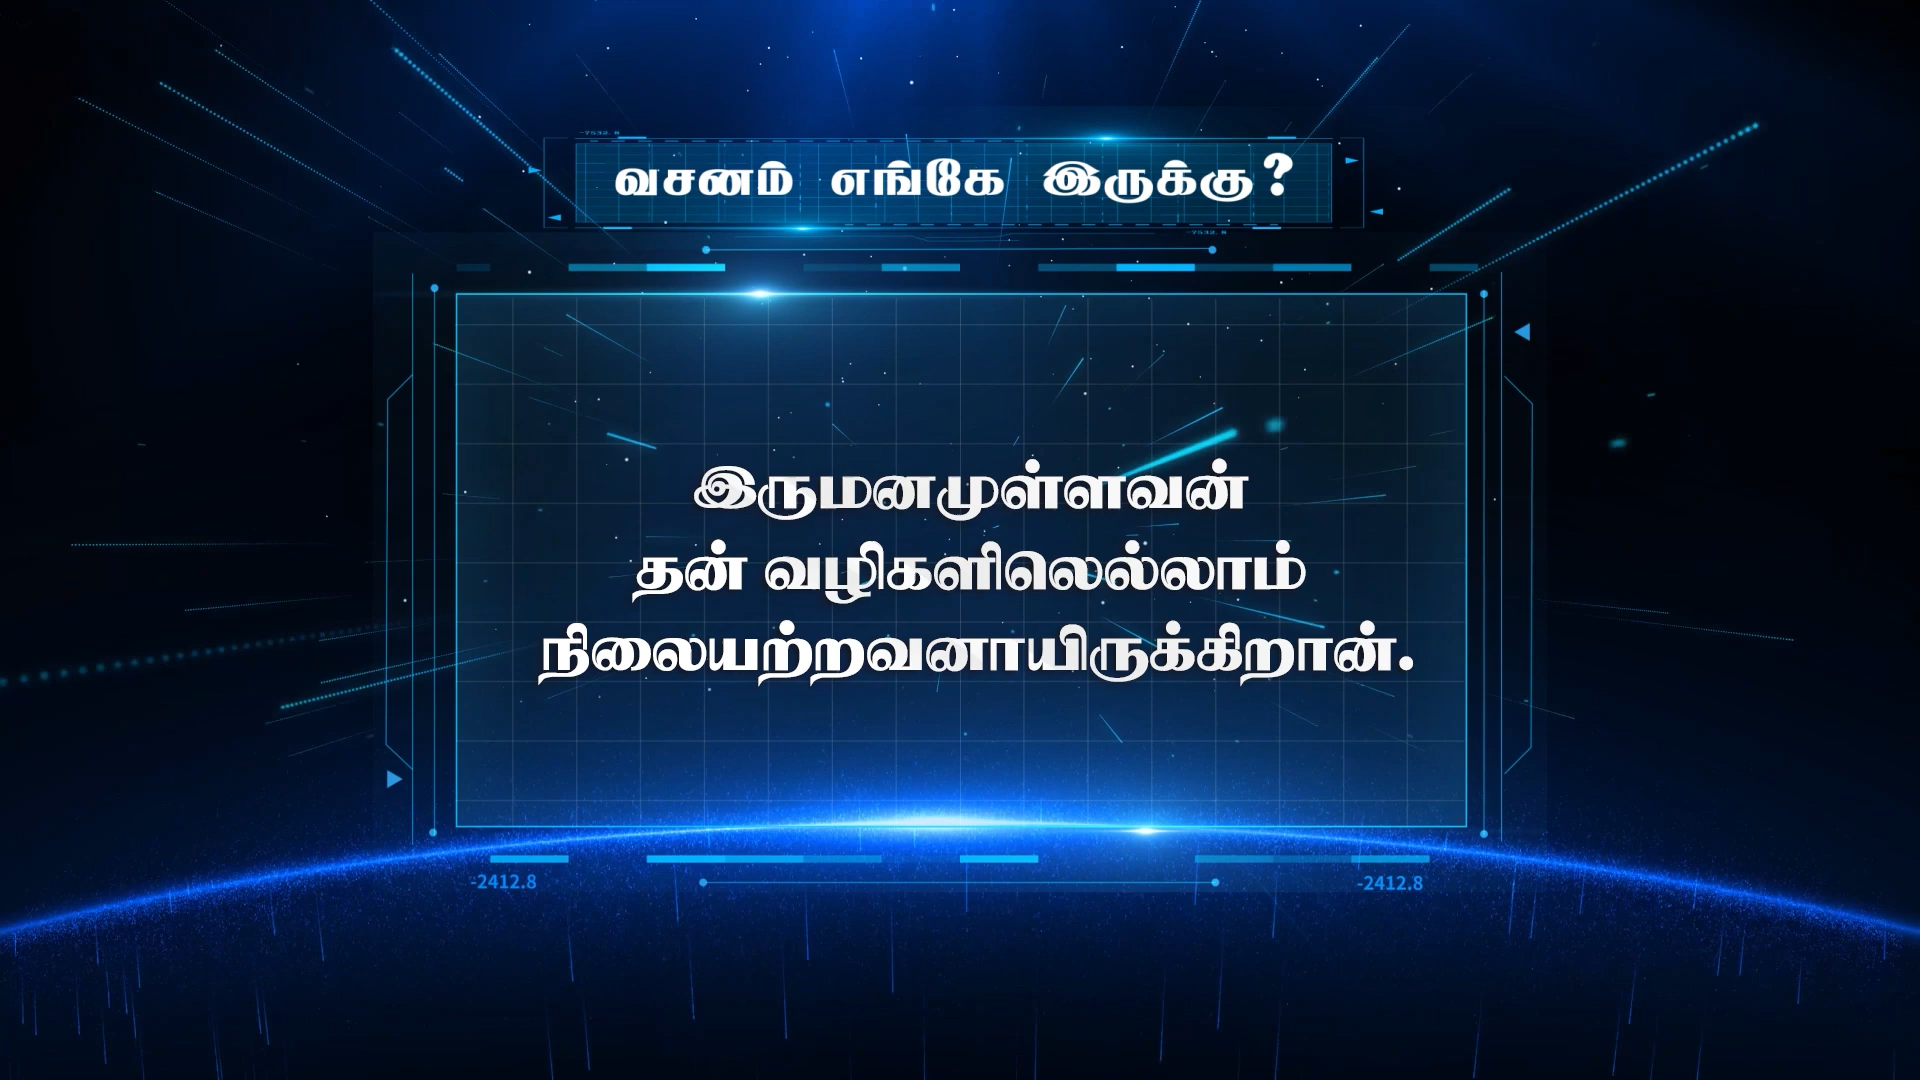 வசனம் எங்கே இருக்கு?
இருமனமுள்ளவன்
தன் வழிகளிலெல்லாம்
நிலையற்றவனாயிருக்கிறான்.
-2412.8 -2412.8